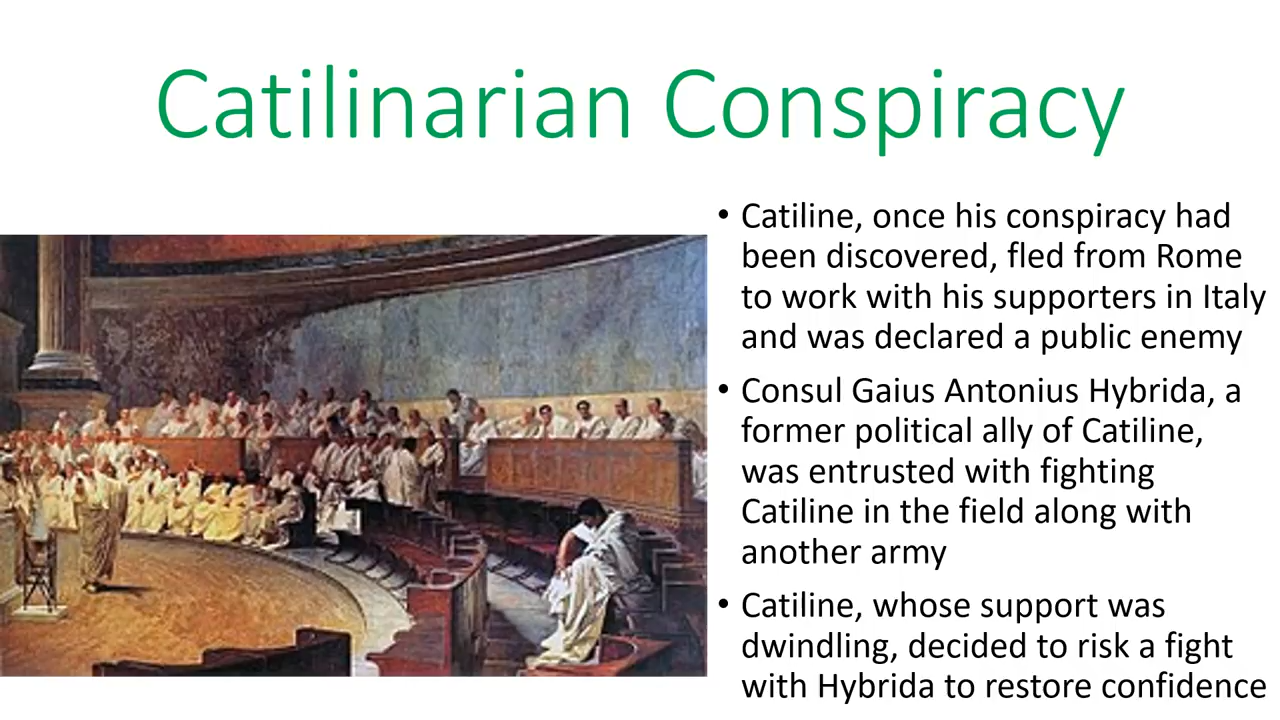 Catilinarian Conspiracy
• Catiline, once his conspiracy had
been discovered, fled from Rome
to work with his supporters in Italy
and was declared a public enemy
• Consul Gaius Antonius Hybrida, a
former political ally of Catiline,
was entrusted with fighting
Catiline in the field along with
another army
• Catiline, whose support was
dwindling, decided to risk a fight
with Hybrida to restore confidence